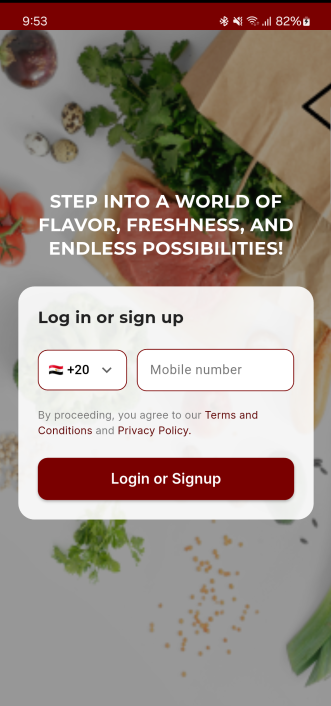 9:53
82%
STEP INTO A WORLD OF
FLAVOR, FRESHNESS, AND
ENDLESS POSSIBILITIES!
Log in or sign up
+20
Mobile number
By proceeding, you agree to our Terms and
Conditions and Privacy Policy.
Login or Signup